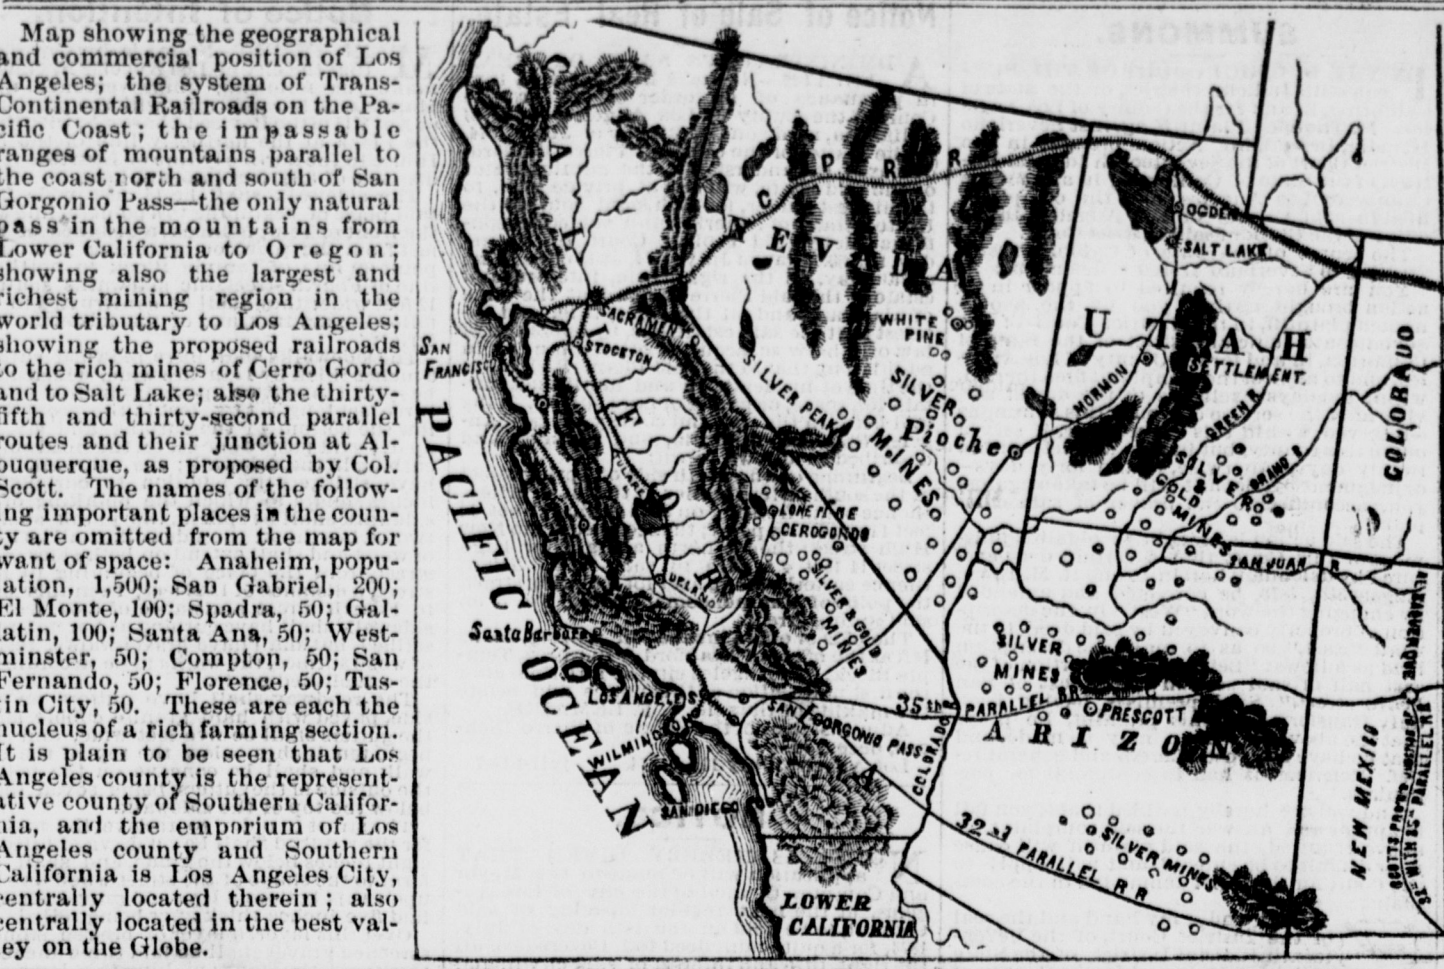 Map showing the geographical
and commercial position of Los
Angeles; the system of Trans-
Continental Railroads on the Pa-
cific Coast; the impassable
ranges of mountains parallel to
the coast north and south of San
Gorgonio Pass—the only natural
pass in the mountains from
Lower California to Oregon;
showing also the largest and
richest mining region in the
world tributary to Los Angeles;
showing the proposed railroads
to the rich mines of Cerro Gordo
and to Salt Lake; also the thirty-
fifth and thirty-second parallel
routes and their junction at Al-
buquerque, as proposed by Col.
Scott. The names of the follow-
ing important places in the coun-
ty are omitted from the map for
want of space: Anaheim, popu-
lation, 1,500; San Gabriel, 200;
El Monte, 100; Spadra, 50; Gal-
latin, 100; Santa Ana, 50; West-
minster, 50; Compton, 50; San
Fernando, 50; Florence, 50; Tus-
tin City, 50. These are each the
nucleus of a rich farming section.
It is plain to be seen that Los
Angeles county is the represent-
ative county of Southern Califor-
nia, and the emporium of Los
Angeles county and Southern
California is Los Angeles City,
centrally located therein; also
centrally located in the best val-
ley on the Globe.
CALIFORNIA
C P R R
NEVADA
OGDEN
SALT LAKE
UTAH
SACRAMENTO
STOCKTON
SAN
FRANCISCO
WHITE
PINE
SILVER PEAK
SILVER
MINES
Pioche
MORMON
SETTLEMENT.
GREEN R
GRAND R
SILVER
&
GOLD
MINES
COLORADO
PACIFIC OCEAN
LONE PINE
CEROGORDO
SILVER & GOLD
MINES
SAN JUAN R
Santa Barbara
LOS ANGELES
WILMING
SAN DIEGO
SAN GORGONIO PASS
35th PARALLEL RR
SILVER
MINES
PRESCOTT
ARIZONA
COLORADO
32nd PARALLEL R R
SILVER MINES
NEW MEXICO
LOWER
CALIFORNIA